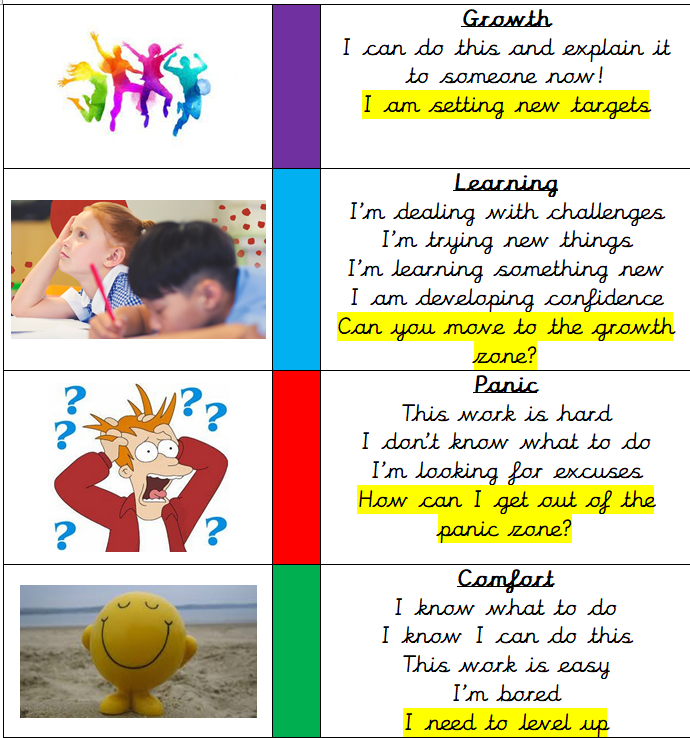 Growth
I can do this and explain it
to someone now!
I am setting new targets
Learning
I'm dealing with challenges
I'm trying new things
I'm learning something new
I am developing confidence
Can you move to the growth
zone?
? ? ? ? ? ?
Panic
This work is hard
I don't know what to do
I'm looking for excuses
How can I get out of the
panic zone?
Comfort
I know what to do
I know I can do this
This work is easy
I'm bored
I need to level up